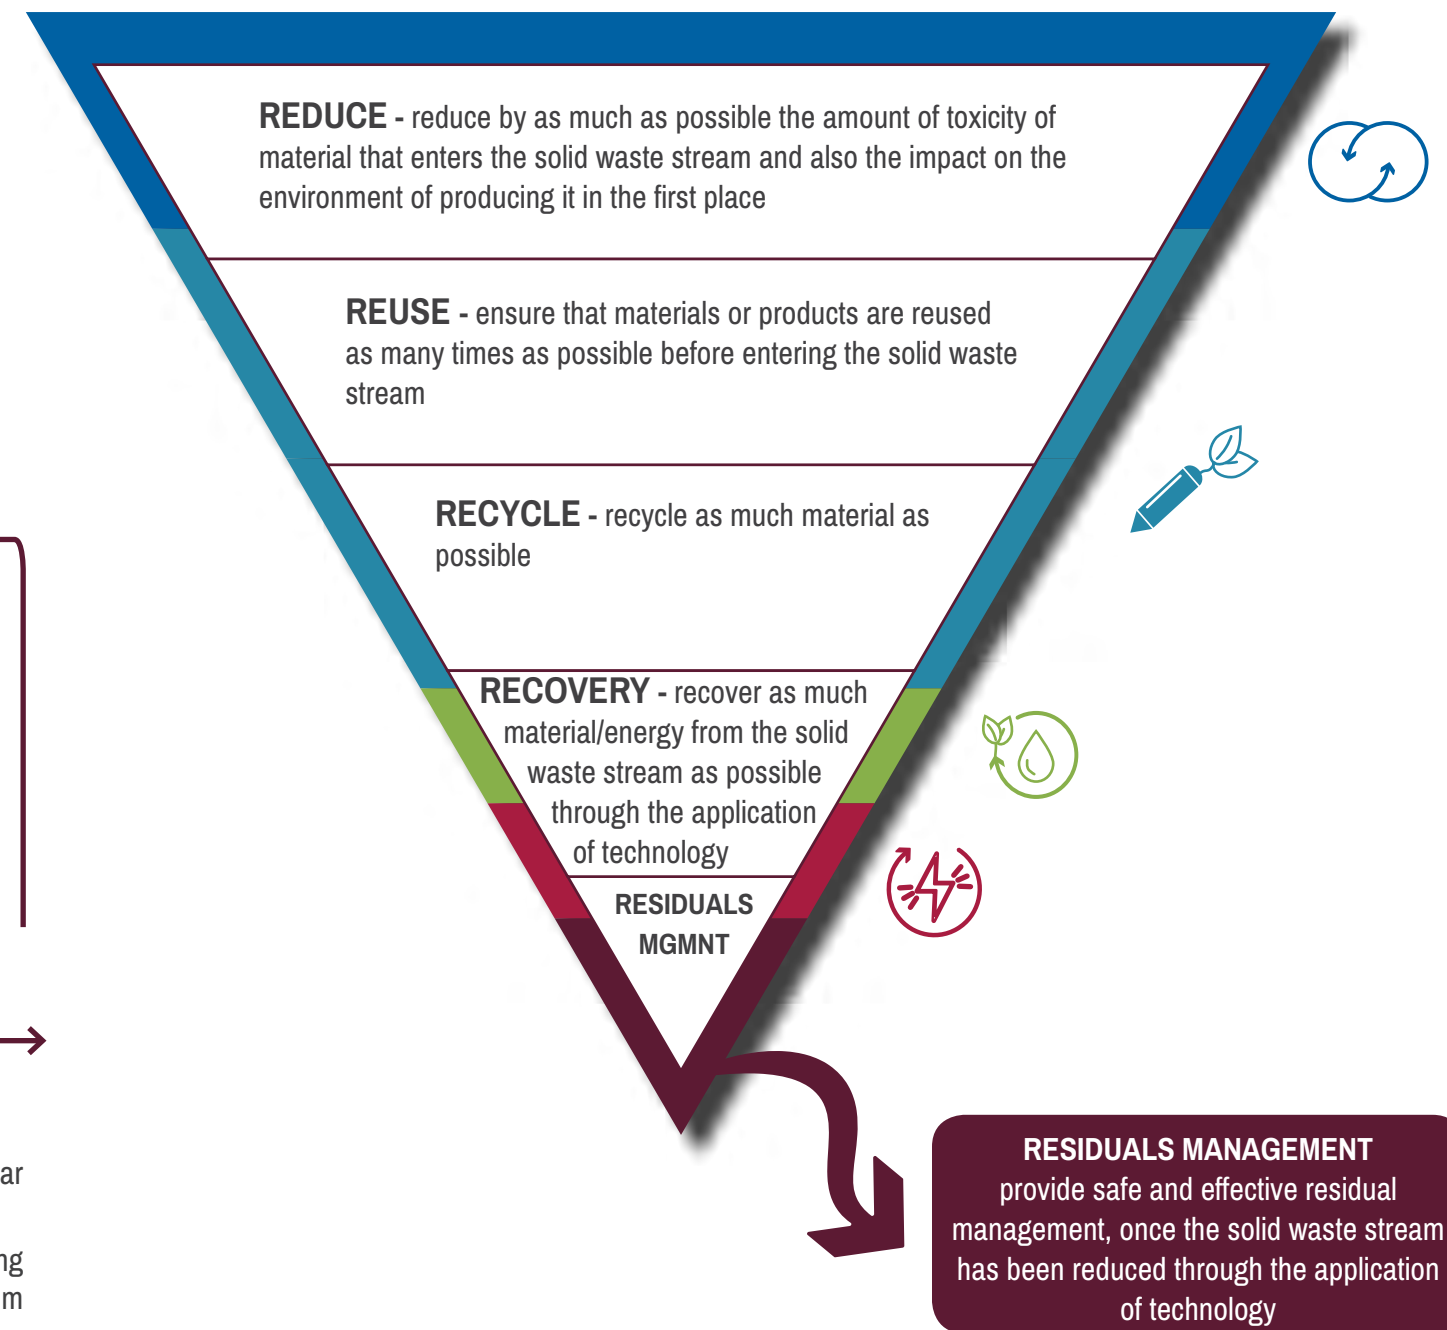 REDUCE - reduce by as much as possible the amount of toxicity of
material that enters the solid waste stream and also the impact on the
environment of producing it in the first place
REUSE - ensure that materials or products are reused
as many times as possible before entering the solid waste
stream
RECYCLE - recycle as much material as
possible
RECOVERY - recover as much
material/energy from the solid
waste stream as possible
through the application
of technology
RESIDUALS
MGMNT
RESIDUALS MANAGEMENT
provide safe and effective residual
management, once the solid waste stream
has been reduced through the application
of technology